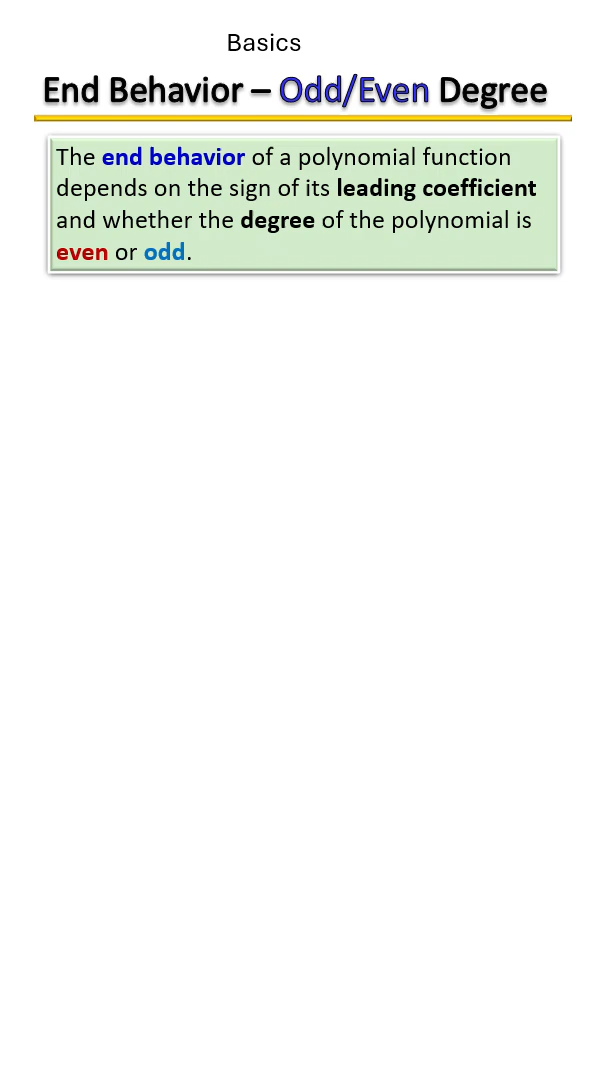 Basics
End Behavior – Odd/Even Degree
The end behavior of a polynomial function
depends on the sign of its leading coefficient
and whether the degree of the polynomial is
even or odd.